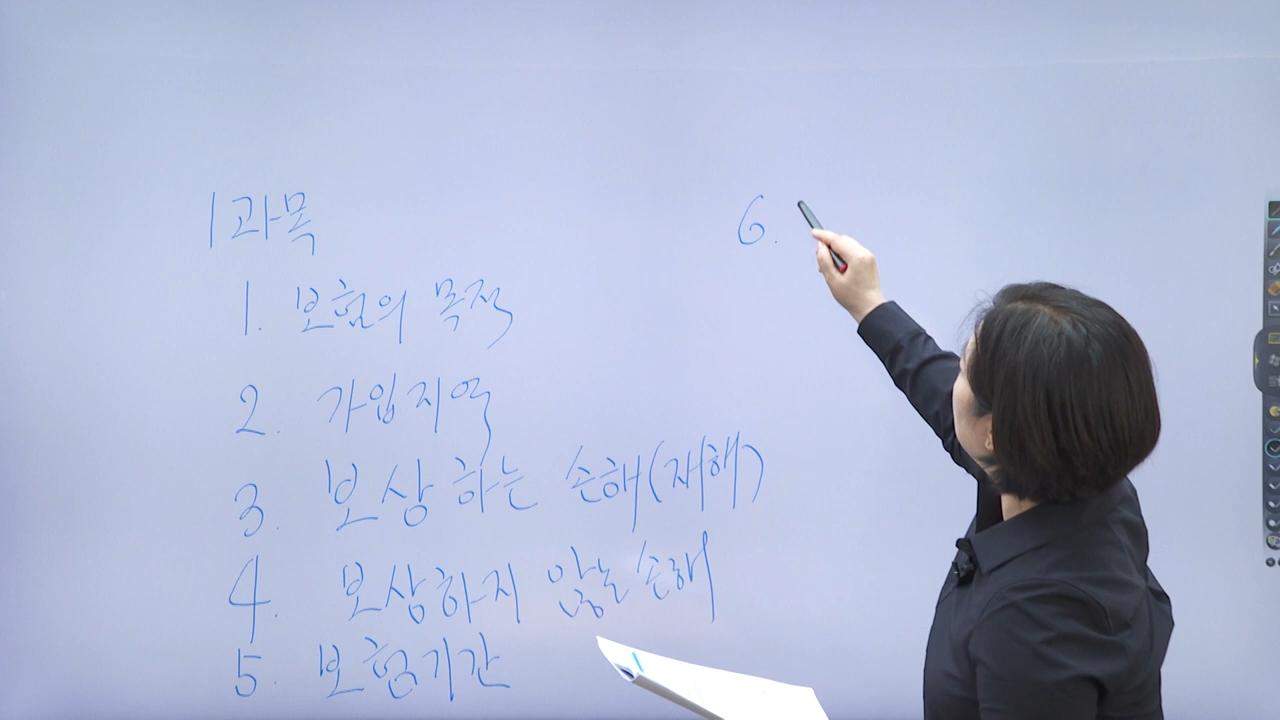 1과목
1. 보험의 목적
2. 가입지역
3. 보상하는 손해(재해)
4. 보상하지 않는 손해
5. 보험기간
6.